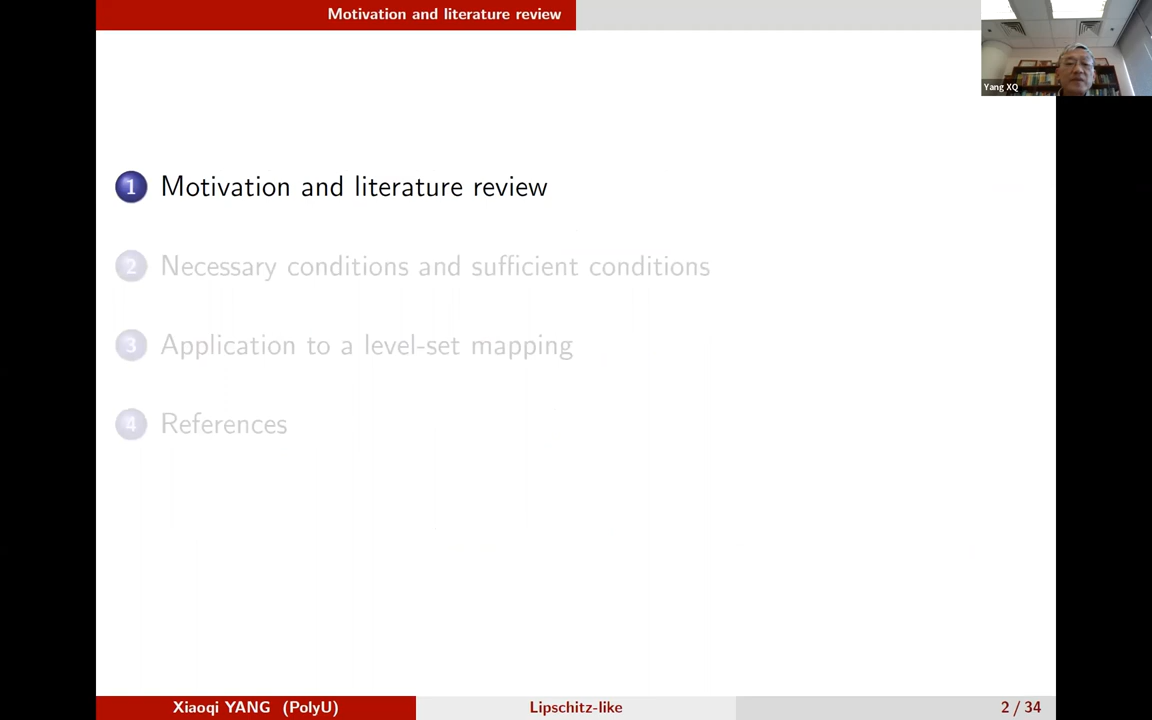 Motivation and literature review
Yang XQ
1 Motivation and literature review
2 Necessary conditions and sufficient conditions
3 Application to a level-set mapping
4 References
Xiaoqi YANG (PolyU)
Lipschitz-like
2 / 34